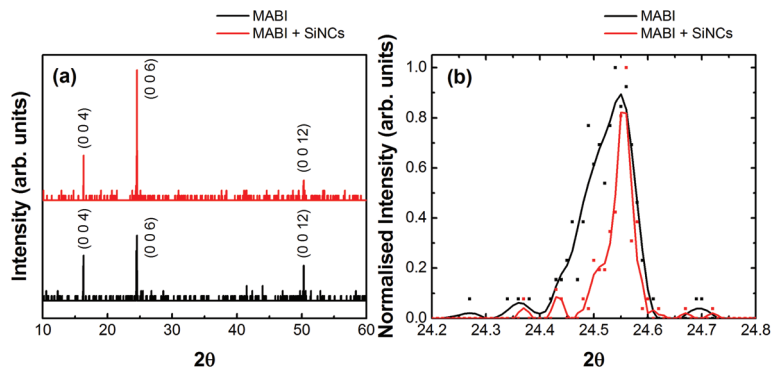 MABI
MABI + SiNCs
(a)
Intensity (arb. units)
(0 0 4)
(0 0 6)
(0 0 12)
(0 0 4)
(0 0 6)
(0 0 12)
10 20 30 40 50 60
2θ
MABI
MABI + SiNCs
(b)
Normalised Intensity (arb. units)
1.0
0.8
0.6
0.4
0.2
0.0
24.2 24.3 24.4 24.5 24.6 24.7 24.8
2θ